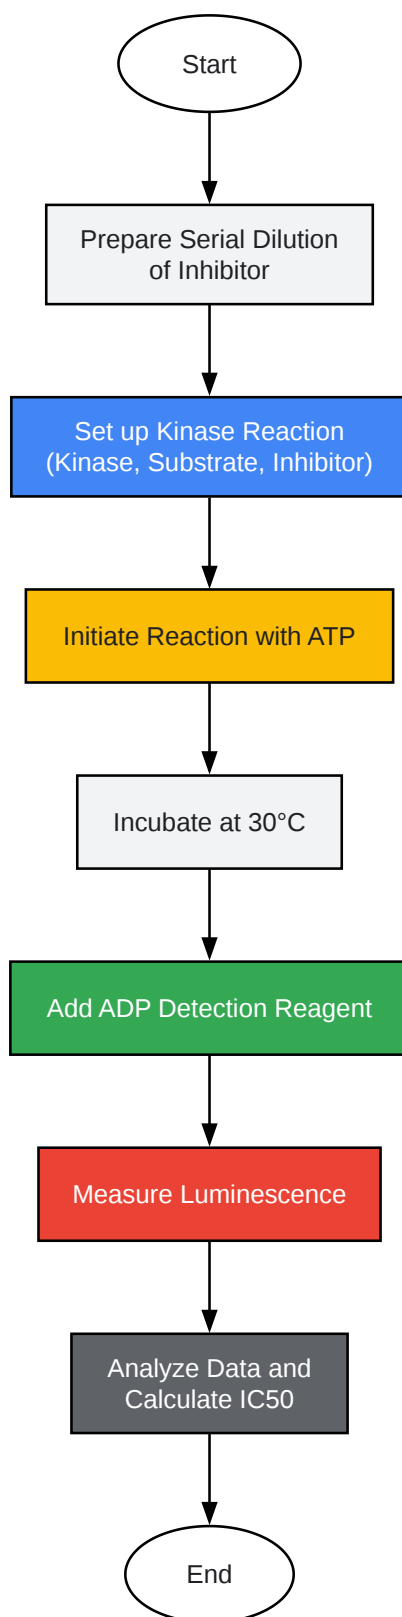 Start
Prepare Serial Dilution
of Inhibitor
Set up Kinase Reaction
(Kinase, Substrate, Inhibitor)
Initiate Reaction with ATP
Incubate at 30°C
Add ADP Detection Reagent
Measure Luminescence
Analyze Data and
Calculate IC50
End